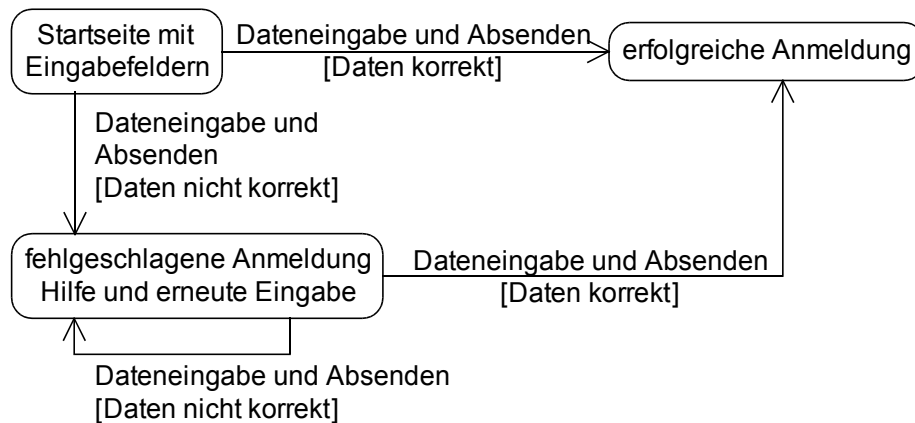 Startseite mit
Eingabefeldern
Dateneingabe und Absenden
[Daten korrekt]
erfolgreiche Anmeldung
Dateneingabe und
Absenden
[Daten nicht korrekt]
fehlgeschlagene Anmeldung
Hilfe und erneute Eingabe
Dateneingabe und Absenden
[Daten korrekt]
Dateneingabe und Absenden
[Daten nicht korrekt]